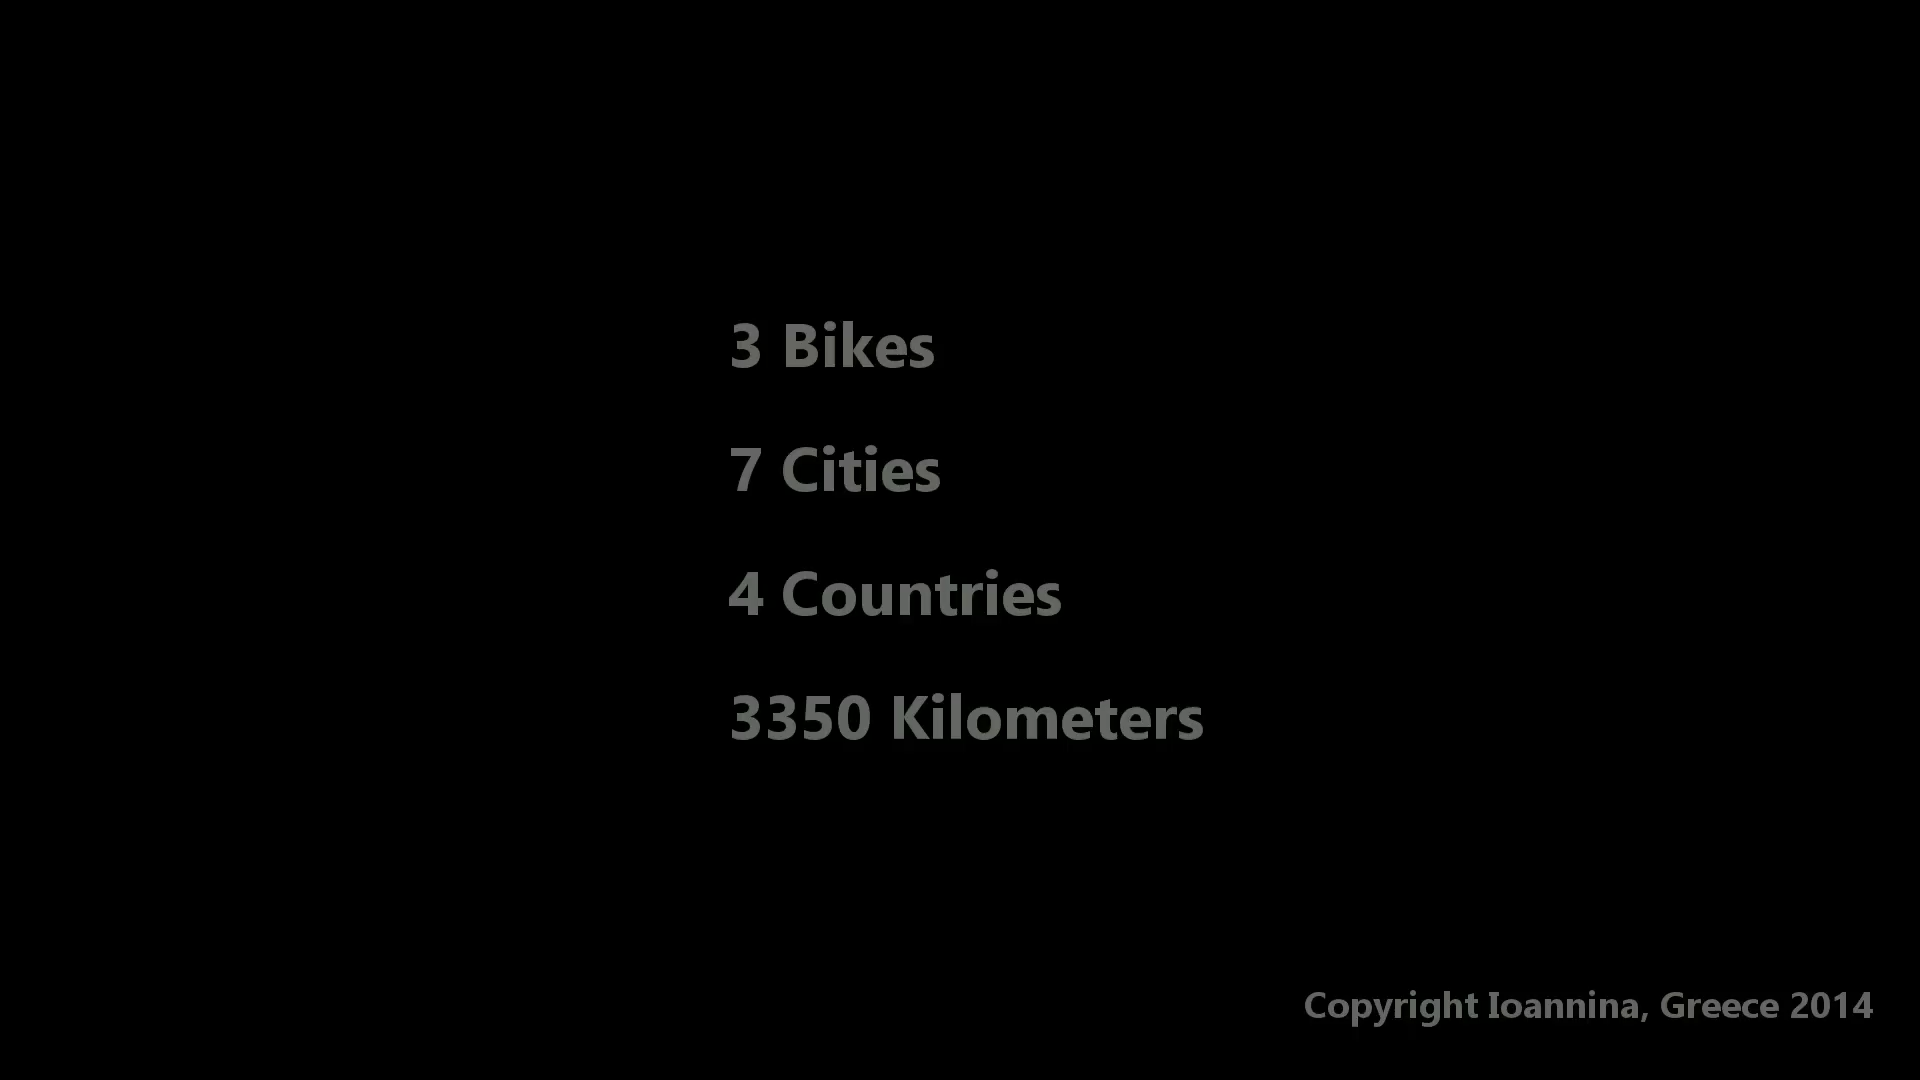 3 Bikes
7 Cities
4 Countries
3350 Kilometers
Copyright Ioannina, Greece 2014